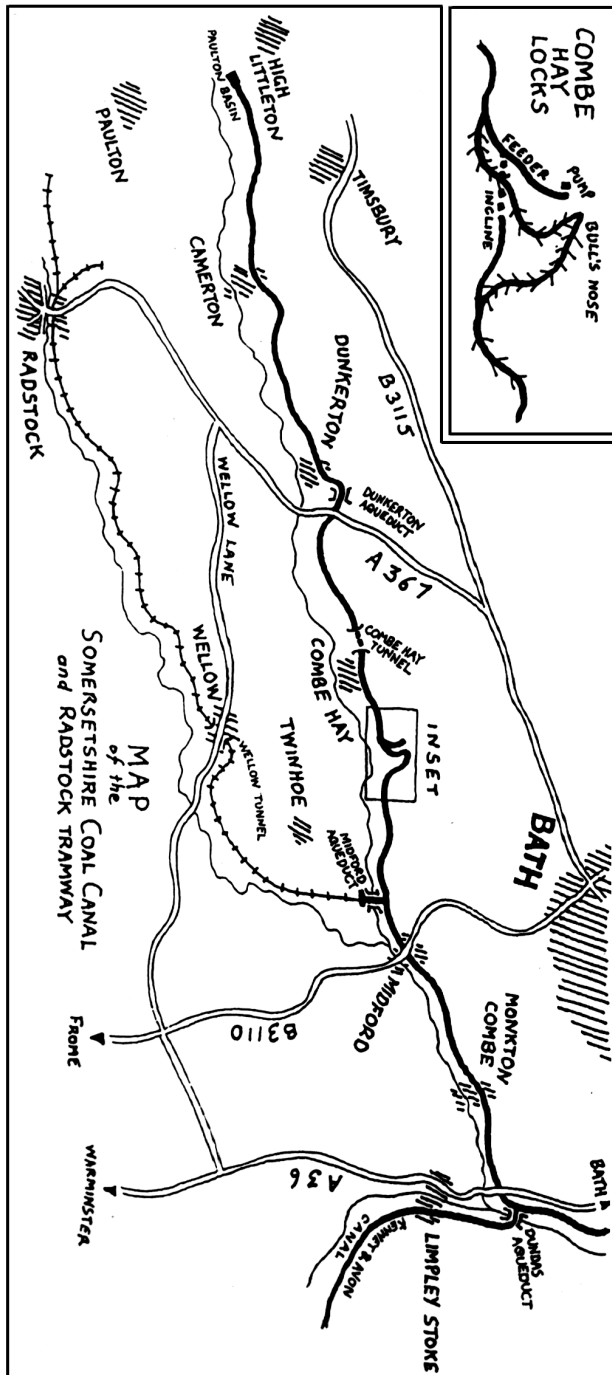 COMBE
HAY
LOCKS
FEEDER
PUMP
INCLINE
BULL'S NOSE
HIGH
LITTLETON
PAULTON BASIN
PAULTON
TIMSBURY
CAMERTON
RADSTOCK
DUNKERTON
B3115
DUNKERTON
AQUEDUCT
A367
WELLOW LANE
COMBE HAY
TUNNEL
COMBE HAY
WELLOW
WELLOW TUNNEL
TWINHOE
INSET
BATH
MIDFORD
AQUEDUCT
MIDFORD
MAP
of the
SOMERSETSHIRE COAL CANAL
and RADSTOCK TRAMWAY
B3110
FROME
MONKTON
COMBE
A36
WARMINSTER
BATH
DUNDAS
AQUEDUCT
LIMPLEY STOKE
KENNET & AVON
CANAL